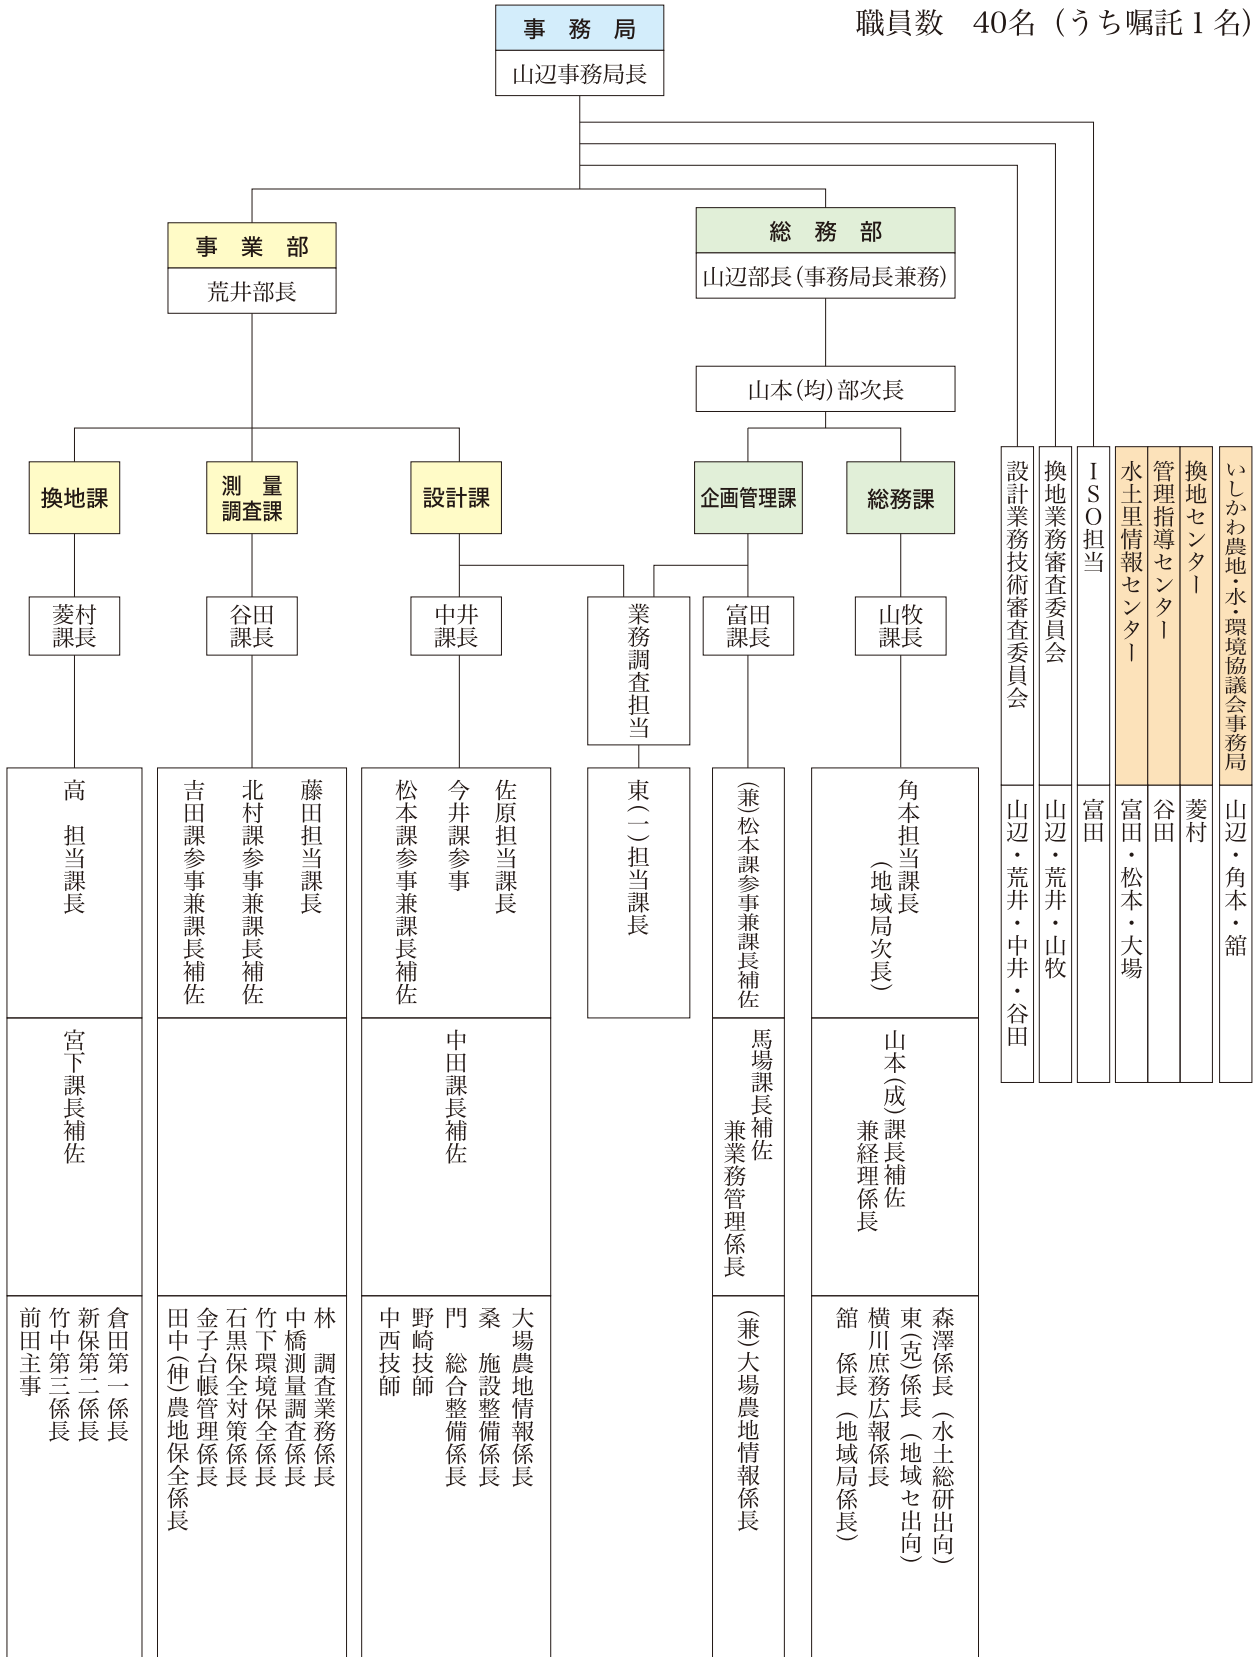 職員数　40名（うち嘱託１名）
事　務　局
山辺事務局長
事　業　部
荒井部長
総　務　部
山辺部長(事務局長兼務)
山本(均)部次長
換地課
測　量
調査課
設計課
企画管理課
総務課
菱村
課長
谷田
課長
中井
課長
業務調査担当
富田
課長
山牧
課長
高　担当課長
藤田担当課長
北村課参事兼課長補佐
吉田課参事兼課長補佐
佐原担当課長
今井課参事
松本課参事兼課長補佐
東(一)担当課長
(兼)松本課参事兼課長補佐
角本担当課長
(地域局次長)
宮下課長補佐
中田課長補佐
馬場課長補佐
兼業務管理係長
山本(成)課長補佐
兼経理係長
倉田第一係長
新保第二係長
竹中第三係長
前田主事
林　調査業務係長
中橋測量調査係長
竹下環境保全係長
石黒保全対策係長
金子台帳管理係長
田中(伸)農地保全係長
大場農地情報係長
桑　施設整備係長
門　総合整備係長
野崎技師
中西技師
(兼)大場農地情報係長
森澤係長（水土総研出向)
東(克)係長（地域セ出向)
横川庶務広報係長
舘　係長（地域局係長)
設計業務技術審査委員会
山辺・荒井・中井・谷田
換地業務審査委員会
山辺・荒井・山牧
ISO担当
富田
水土里情報センター
富田・松本・大場
管理指導センター
谷田
換地センター
菱村
いしかわ農地・水・環境協議会事務局
山辺・角本・舘